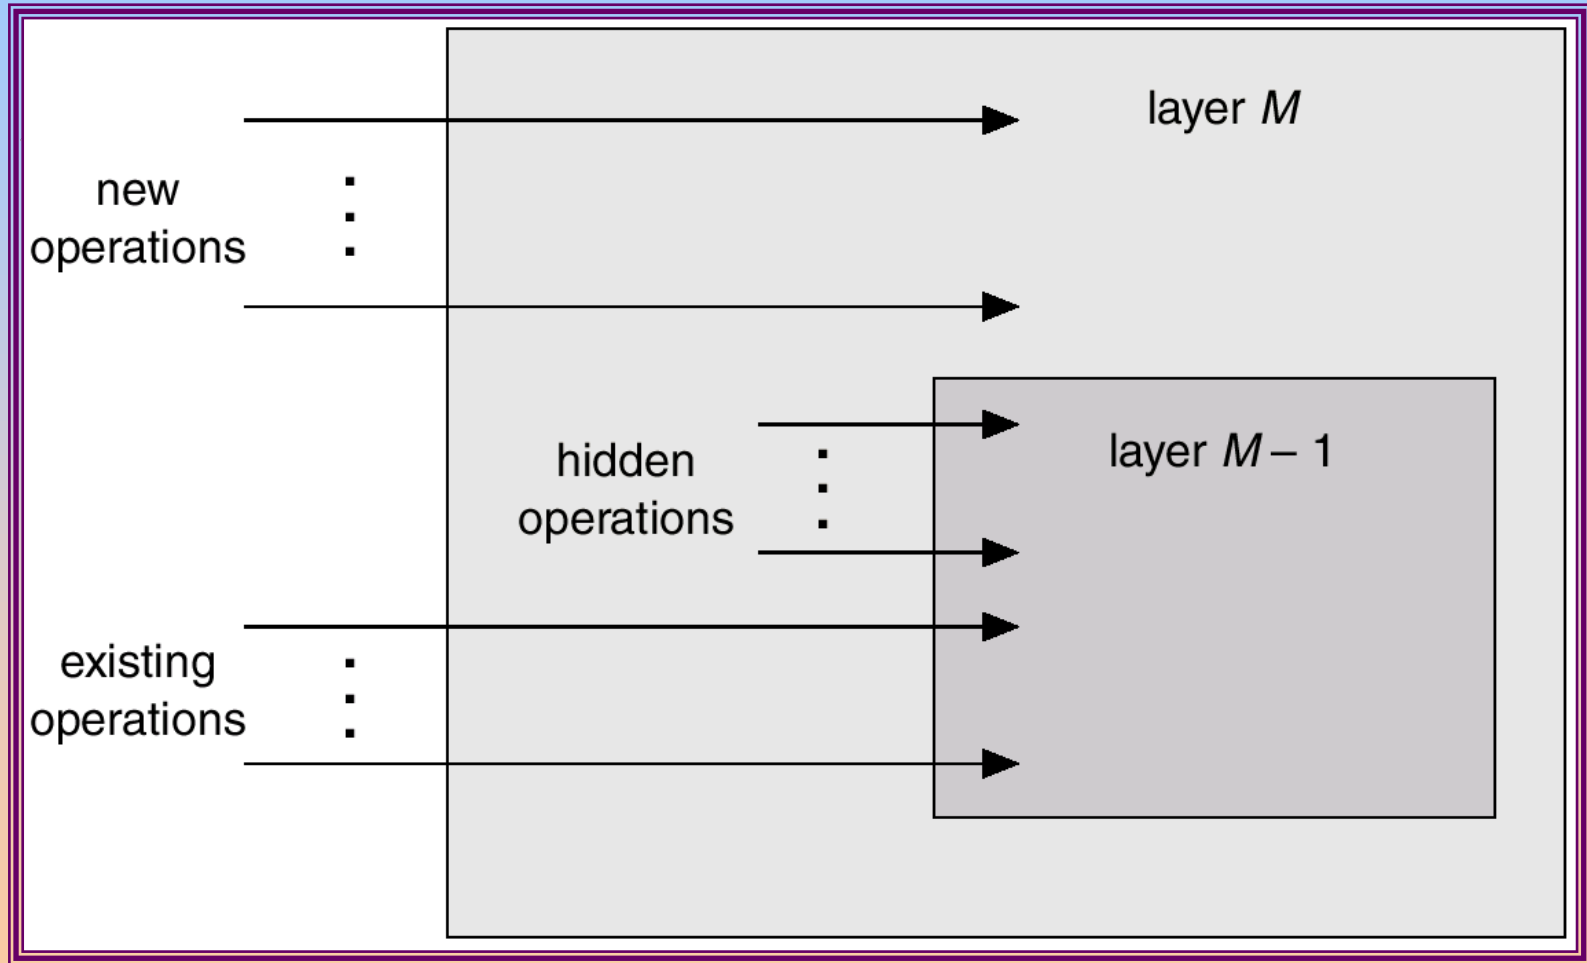 layer M
new
operations
hidden
operations
layer M – 1
existing
operations